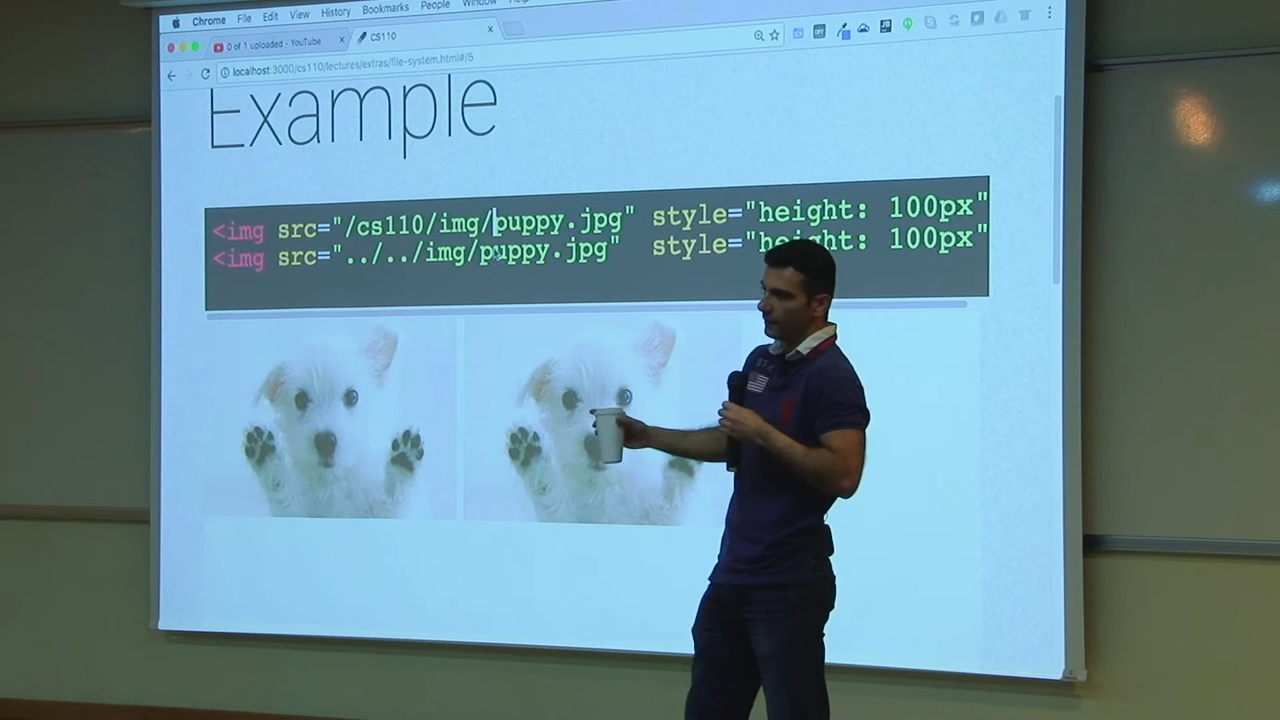 Chrome File Edit View History Bookmarks People Window
0 of 1 uploaded - YouTube
CS110
localhost:3000/cs110/lectures/extras/file-system.html#/5
Example
<img src="/cs110/img/puppy.jpg" style="height: 100px"
<img src="../../img/puppy.jpg" style="height: 100px"